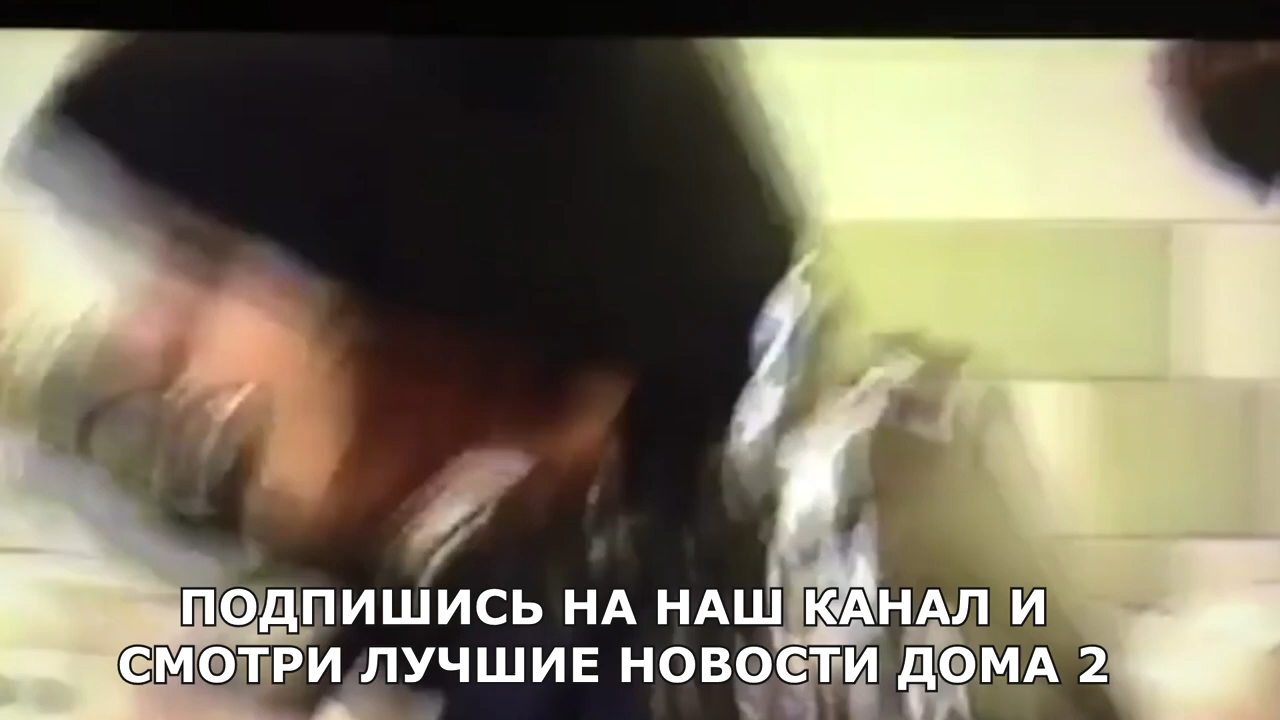 ПОДПИШИСЬ НА НАШ КАНАЛ И
СМОТРИ ЛУЧШИЕ НОВОСТИ ДОМА 2